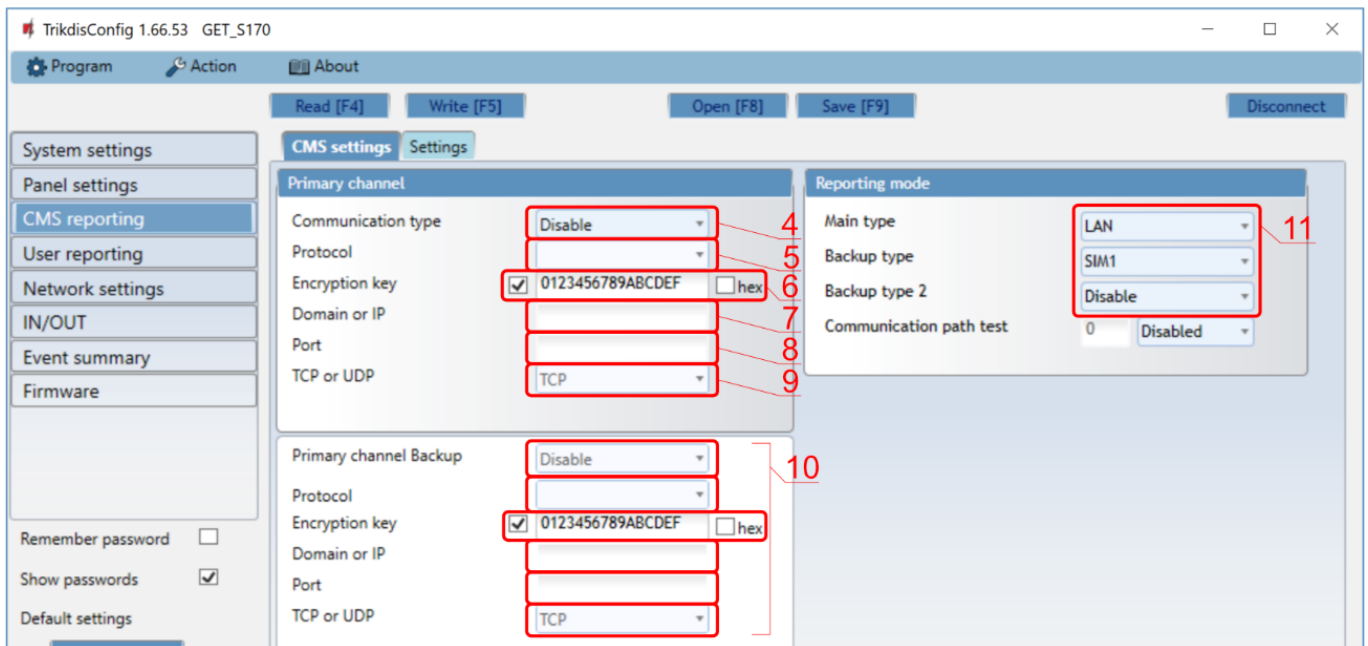 TrikdisConfig 1.66.53 GET_S170
Program Action About
Read [F4] Write [F5] Open [F8] Save [F9] Disconnect
System settings
Panel settings
CMS reporting
User reporting
Network settings
IN/OUT
Event summary
Firmware
Remember password
Show passwords
Default settings
CMS settings Settings
Primary channel
Communication type Disable 4
Protocol 5
Encryption key 0123456789ABCDEF hex 6
Domain or IP 7
Port 8
TCP or UDP TCP 9
Primary channel Backup Disable 10
Protocol
Encryption key 0123456789ABCDEF hex
Domain or IP
Port
TCP or UDP TCP
Reporting mode
Main type LAN 11
Backup type SIM1
Backup type 2 Disable
Communication path test 0 Disabled